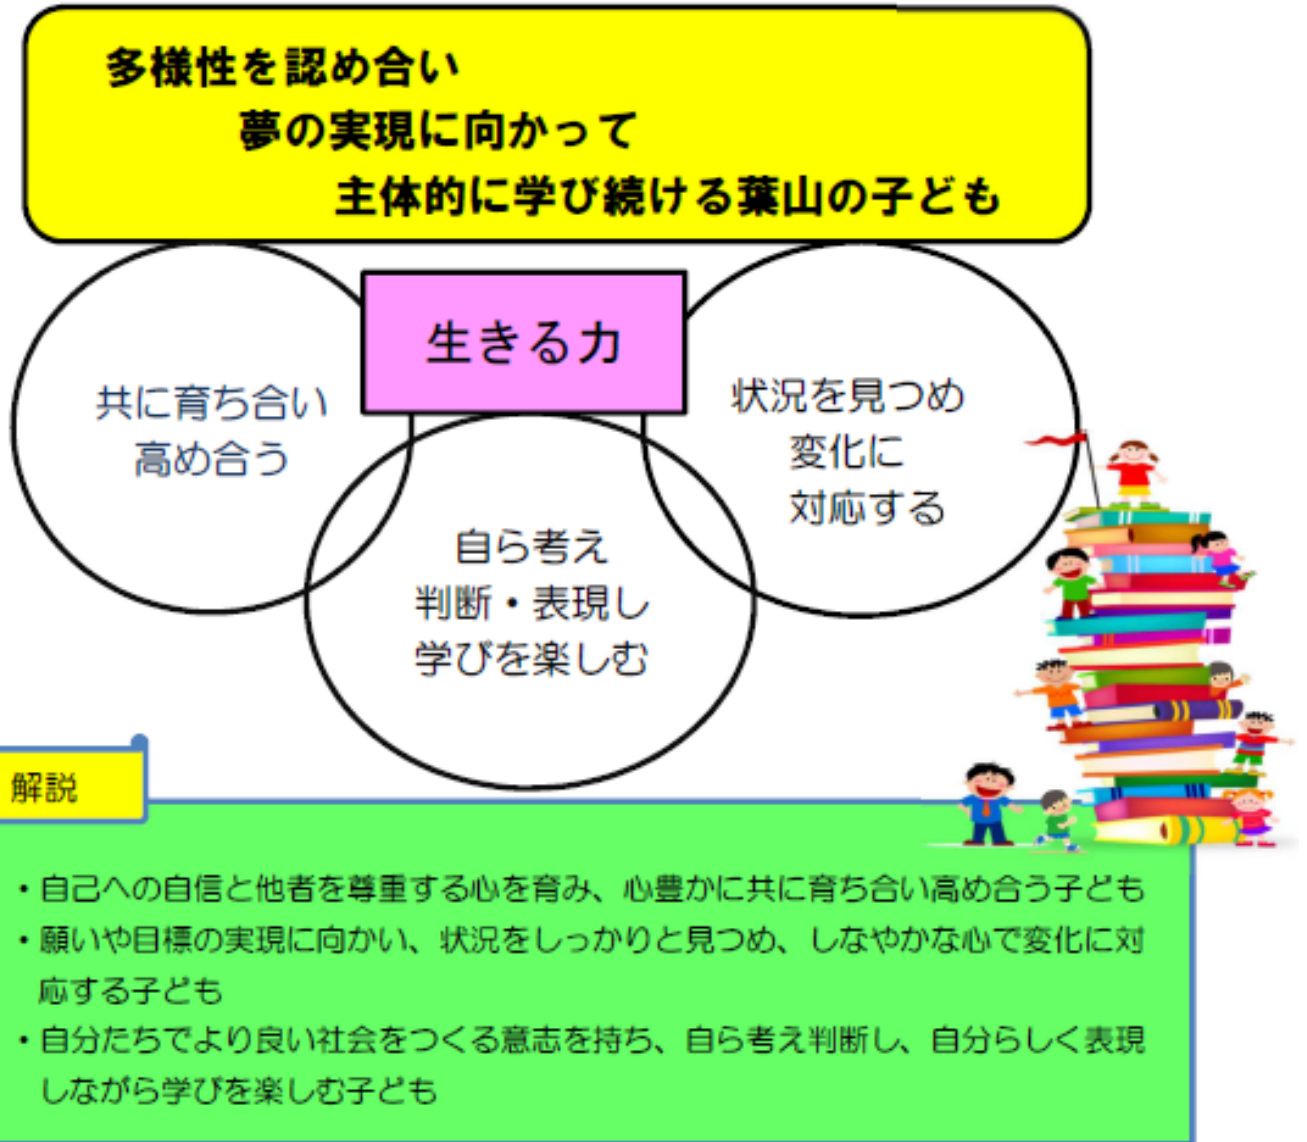 多様性を認め合い
夢の実現に向かって
主体的に学び続ける葉山の子ども
生きる力
共に育ち合い
高め合う
状況を見つめ
変化に
対応する
自ら考え
判断・表現し
学びを楽しむ
解説
・自己への自信と他者を尊重する心を育み、心豊かに共に育ち合い高め合う子ども
・願いや目標の実現に向かい、状況をしっかりと見つめ、しなやかな心で変化に対
応する子ども
・自分たちでより良い社会をつくる意志を持ち、自ら考え判断し、自分らしく表現
しながら学びを楽しむ子ども